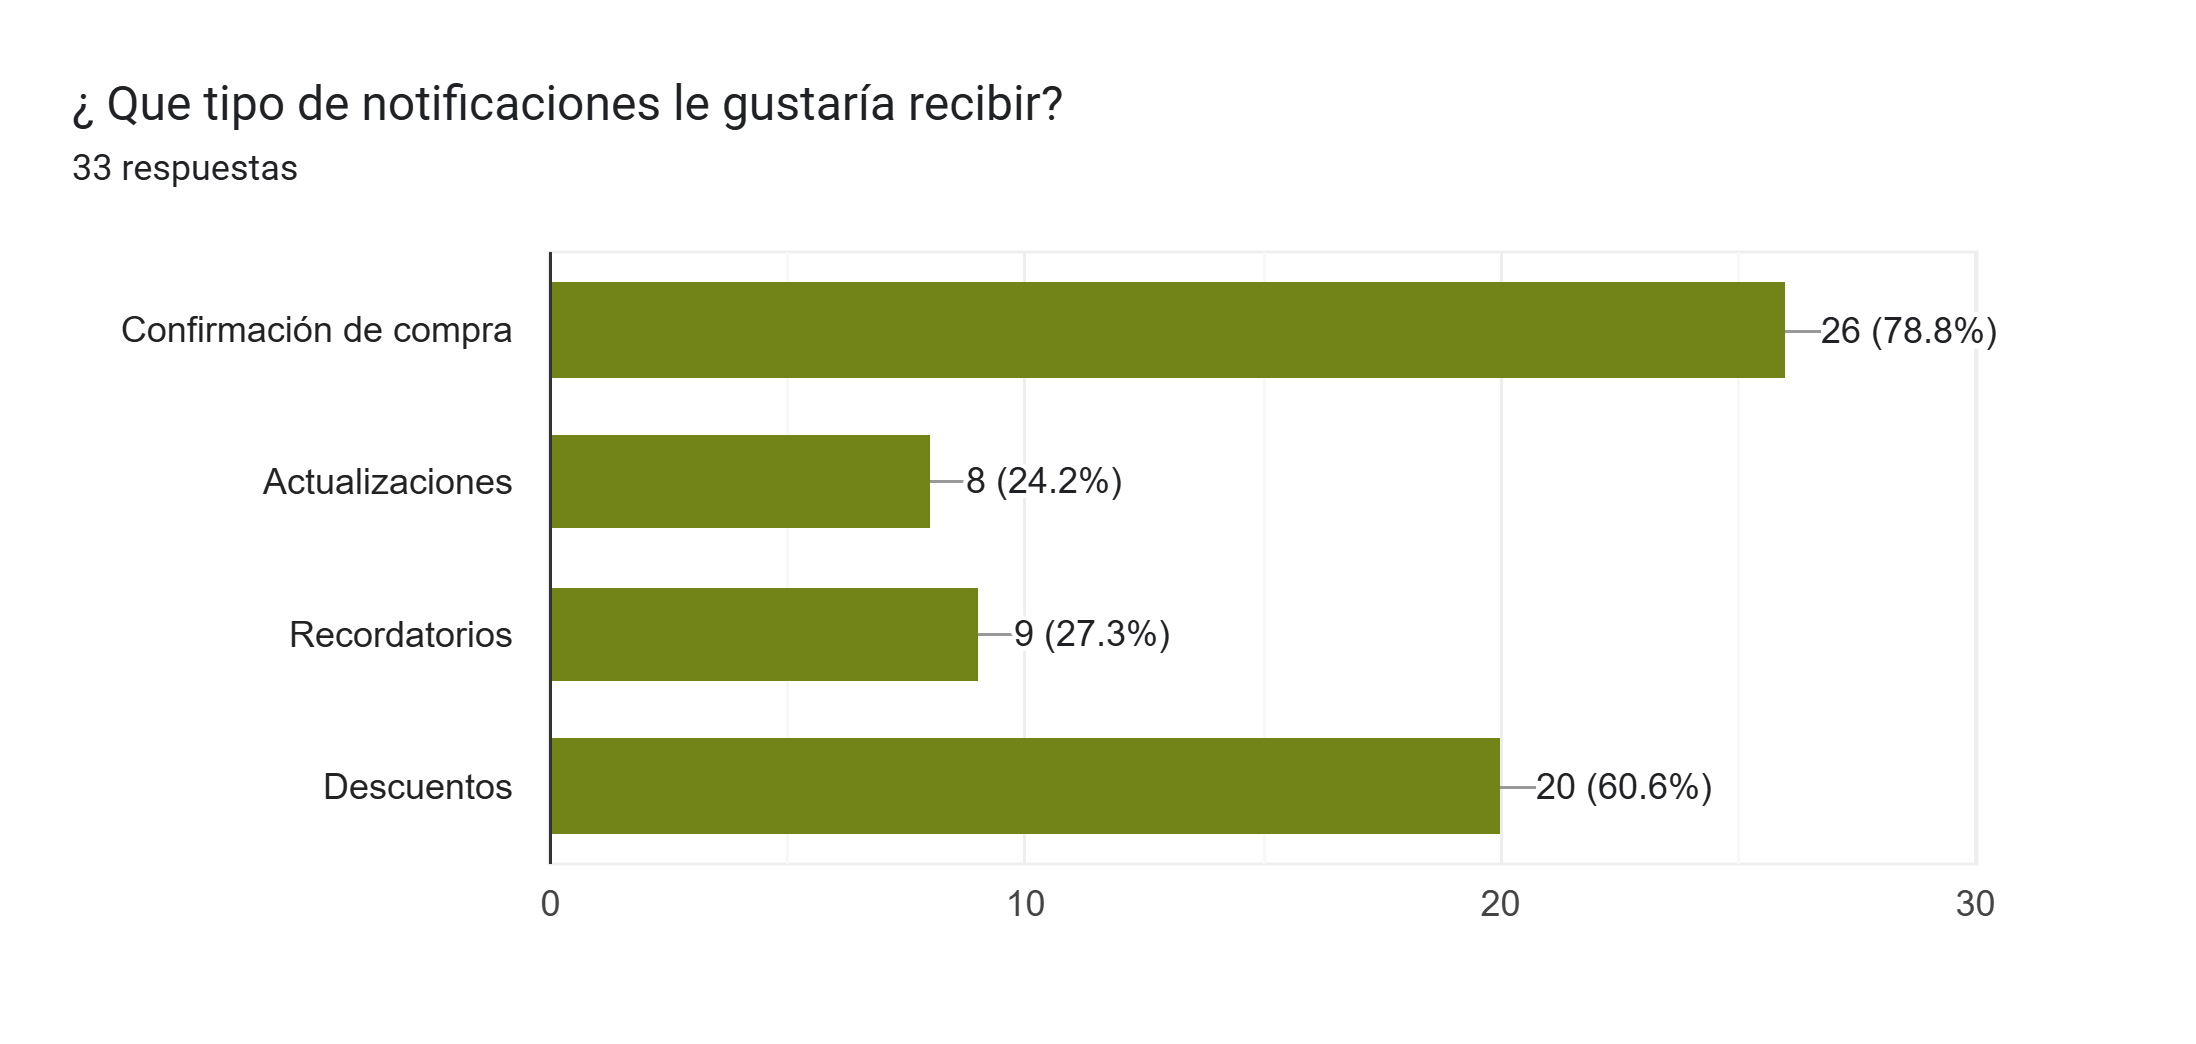 ¿ Que tipo de notificaciones le gustaría recibir?
33 respuestas
Confirmación de compra
26 (78.8%)
Actualizaciones
8 (24.2%)
Recordatorios
9 (27.3%)
Descuentos
20 (60.6%)
0 10 20 30